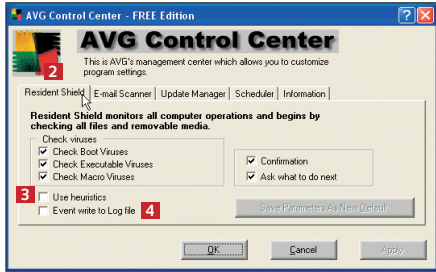 AVG Control Center - FREE Edition
AVG Control Center
This is AVG's management center which allows you to customize
program settings.
2
Resident Shield E-mail Scanner Update Manager Scheduler Information
Resident Shield monitors all computer operations and begins by
checking all files and removable media.
Check viruses
Check Boot Viruses
Check Executable Viruses
Check Macro Viruses
Confirmation
Ask what to do next
3 Use heuristics
Event write to Log file 4
Save Parameters As New Default
OK Cancel Apply